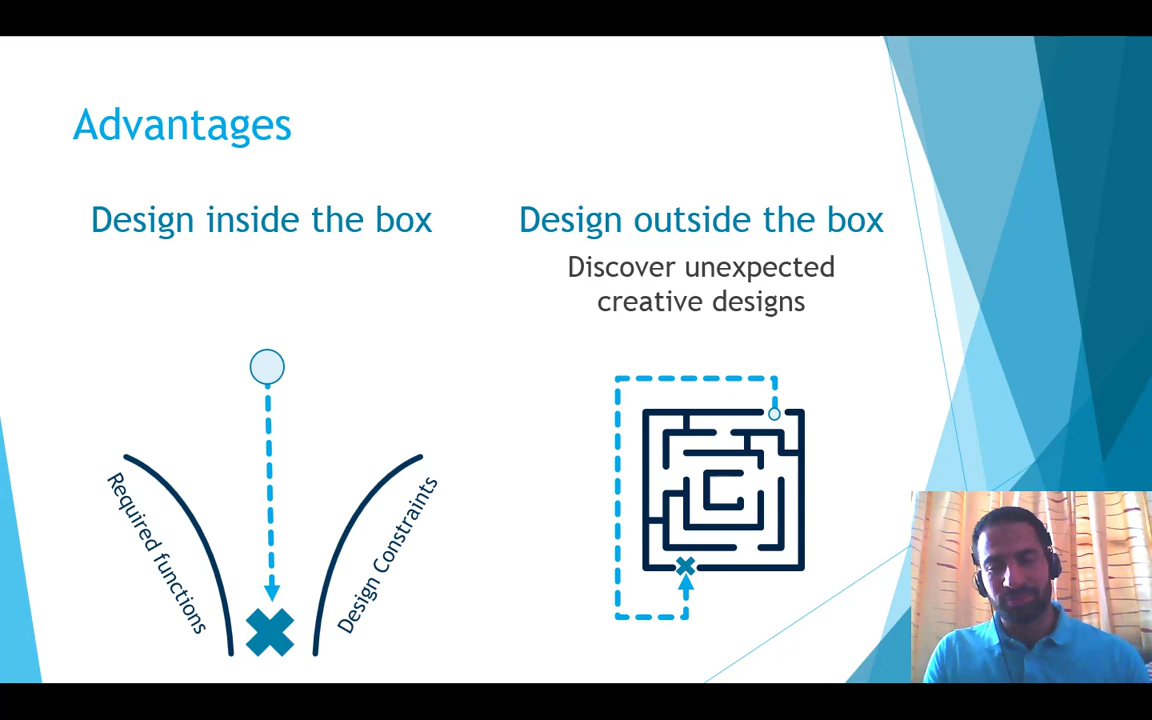 Advantages
Design inside the box
Required functions
Design Constraints
Design outside the box
Discover unexpected
creative designs